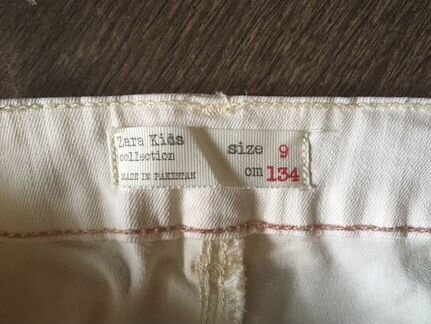 Zara Kids
collection
MADE IN PAKISTAN
size 9
cm 134